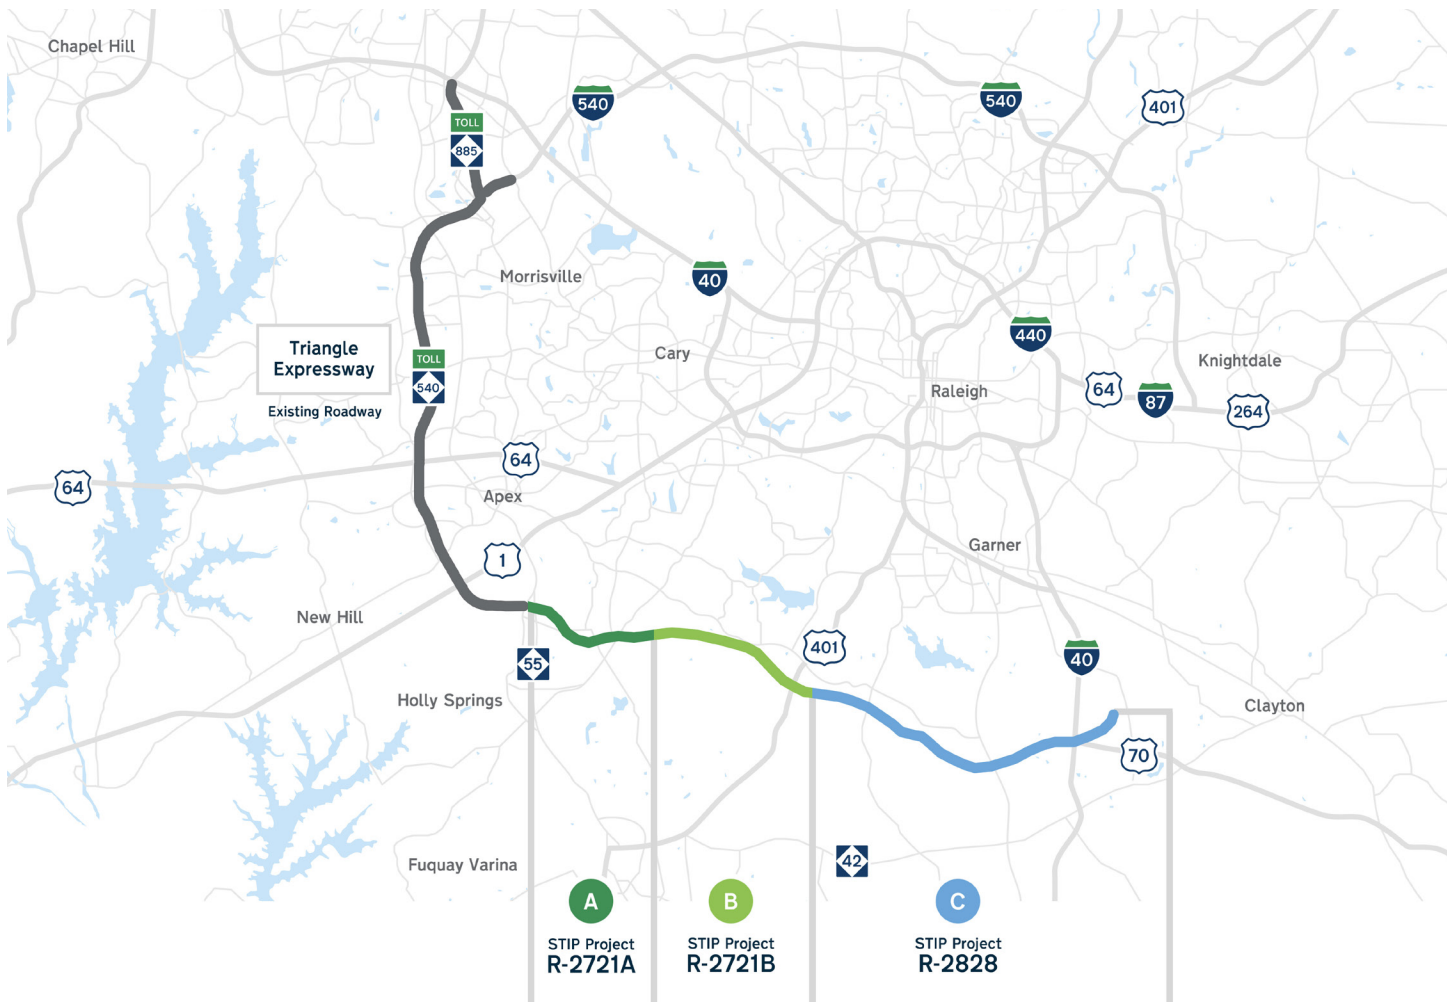 Chapel Hill
540
540
401
TOLL
885
Morrisville
40
440
Triangle
Expressway
Existing Roadway
TOLL
540
Cary
Raleigh
Knightdale
64
87
264
64
64
Apex
1
Garner
New Hill
55
401
40
Holly Springs
Clayton
70
Fuquay Varina
42
A
STIP Project
R-2721A
B
STIP Project
R-2721B
C
STIP Project
R-2828